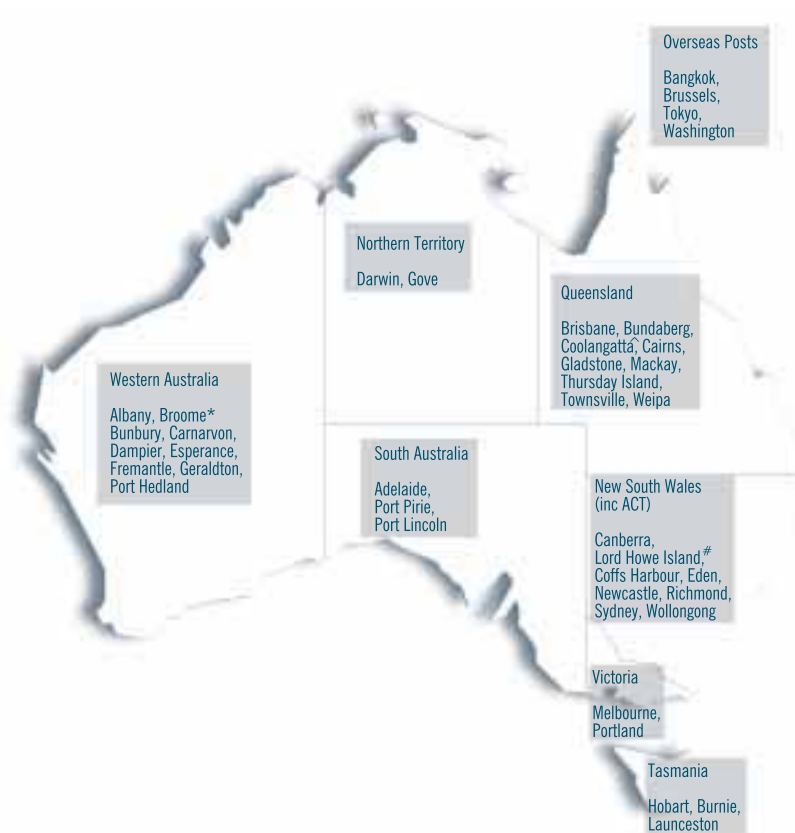 Overseas Posts
Bangkok,
Brussels,
Tokyo,
Washington
Northern Territory
Darwin, Gove
Queensland
Brisbane, Bundaberg,
Coolangatta^, Cairns,
Gladstone, Mackay,
Thursday Island,
Townsville, Weipa
Western Australia
Albany, Broome*
Bunbury, Carnarvon,
Dampier, Esperance,
Fremantle, Geraldton,
Port Hedland
South Australia
Adelaide,
Port Pirie,
Port Lincoln
New South Wales
(inc ACT)
Canberra,
Lord Howe Island,#
Coffs Harbour, Eden,
Newcastle, Richmond,
Sydney, Wollongong
Victoria
Melbourne,
Portland
Tasmania
Hobart, Burnie,
Launceston